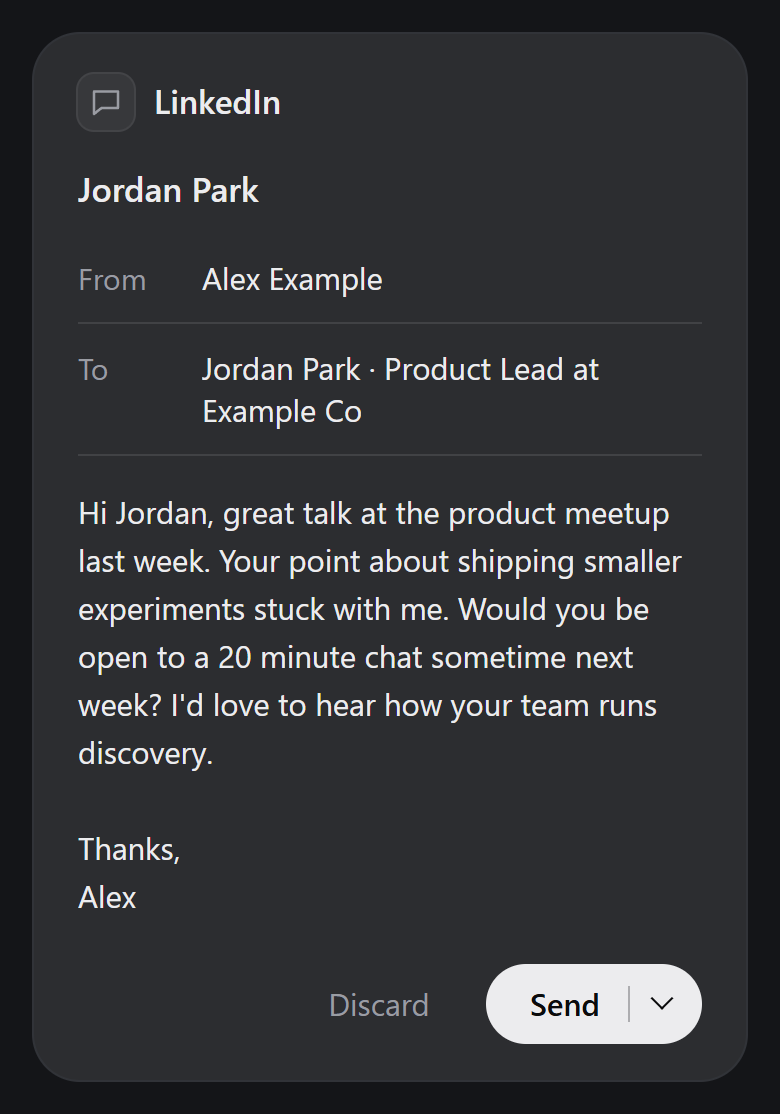 LinkedIn
Jordan Park
From Alex Example
To Jordan Park · Product Lead at
Example Co
Hi Jordan, great talk at the product meetup
last week. Your point about shipping smaller
experiments stuck with me. Would you be
open to a 20 minute chat sometime next
week? I'd love to hear how your team runs
discovery.
Thanks,
Alex
Discard Send